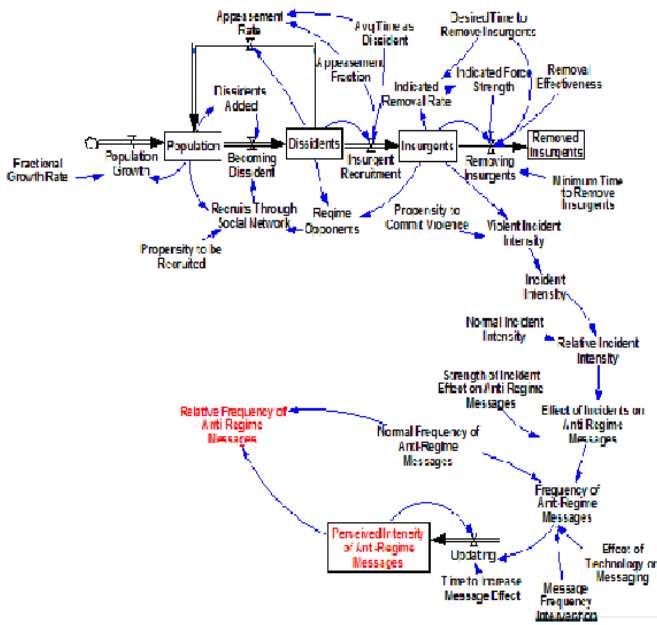 Appeasement
Rate
Avg Time as
Dissident
Desired Time to
Remove Insurgents
Appeasement
Fraction
Indicated
Removal Rate
Indicated Force
Strength
Removal
Effectiveness
Dissidents
Added
Population
Dissidents
Insurgents
Removed
Insurgents
Population
Growth
Becoming
Dissident
Insurgent
Recruitment
Removing
Insurgents
Fractional
Growth Rate
Minimum Time
to Remove
Insurgents
Recruits Through
Social Network
Regime
Opponents
Propensity to
Commit Violence
Violent Incident
Intensity
Propensity to be
Recruited
Incident
Intensity
Normal Incident
Intensity
Relative Incident
Intensity
Strength of Incident
Effect on Anti Regime
Messages
Relative Frequency of
Anti Regime
Messages
Effect of Incidents on
Anti Regime
Messages
Normal Frequency of
Anti-Regime
Messages
Frequency of
Anti-Regime
Messages
Perceived Intensity
of Anti-Regime
Messages
Updating
Effect of
Technology on
Messaging
Time to Increase
Message Effect
Message
Frequency
Intervention